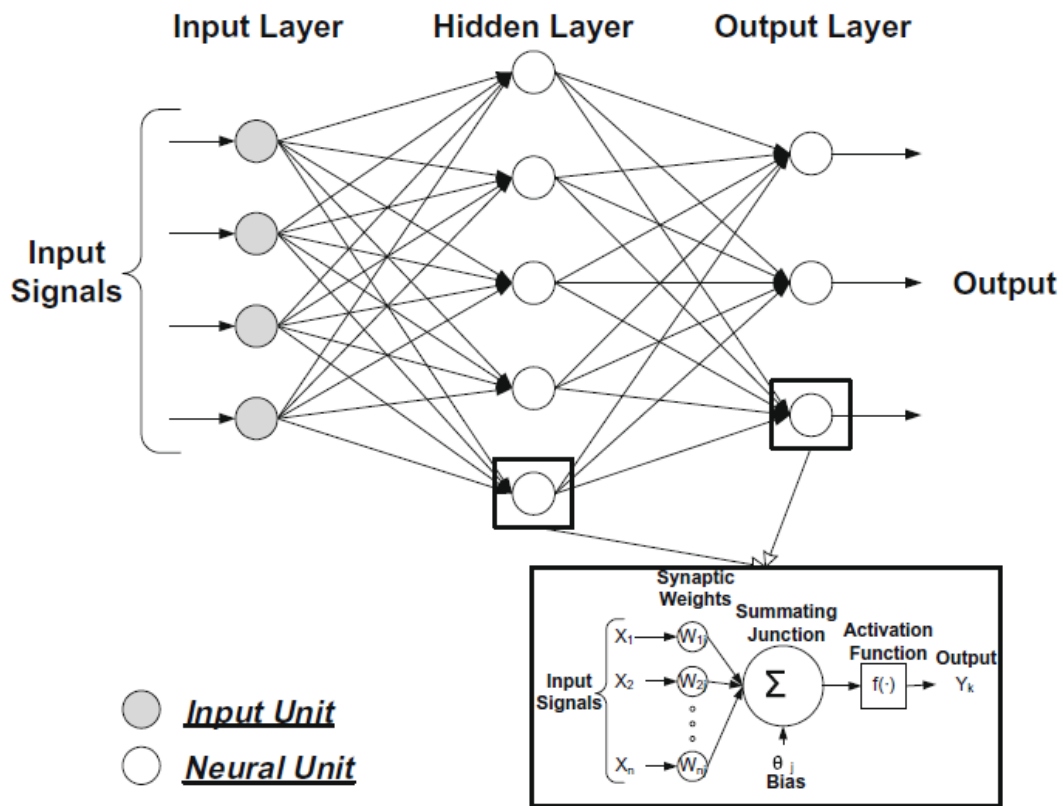 Input Layer
Hidden Layer
Output Layer
Input
Signals
Output
Synaptic
Weights
Summating
Junction
Activation
Function
Output
X1
W1j
X2
W2j
Input
Signals
Σ
f(·)
Yk
Xn
Wnj
θ j
Bias
Input Unit
Neural Unit